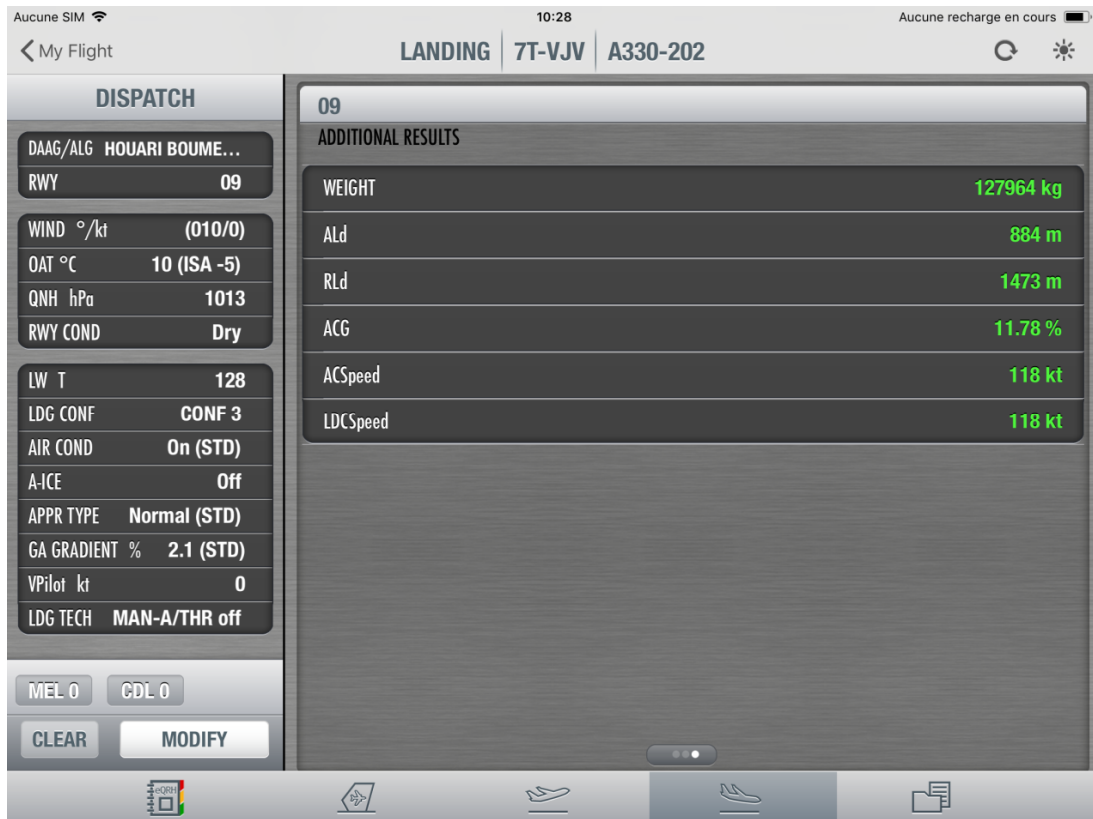 Aucune SIM 10:28 Aucune recharge en cours
My Flight LANDING 7T-VJV A330-202
DISPATCH
DAAG/ALG HOUARI BOUME...
RWY 09
WIND °/kt (010/0)
OAT °C 10 (ISA -5)
QNH hPa 1013
RWY COND Dry
LW T 128
LDG CONF CONF 3
AIR COND On (STD)
A-ICE Off
APPR TYPE Normal (STD)
GA GRADIENT % 2.1 (STD)
VPilot kt 0
LDG TECH MAN-A/THR off
MEL 0 CDL 0
CLEAR MODIFY
09
ADDITIONAL RESULTS
WEIGHT 127964 kg
ALd 884 m
RLd 1473 m
ACG 11.78 %
ACSpeed 118 kt
LDCSpeed 118 kt
eQRH